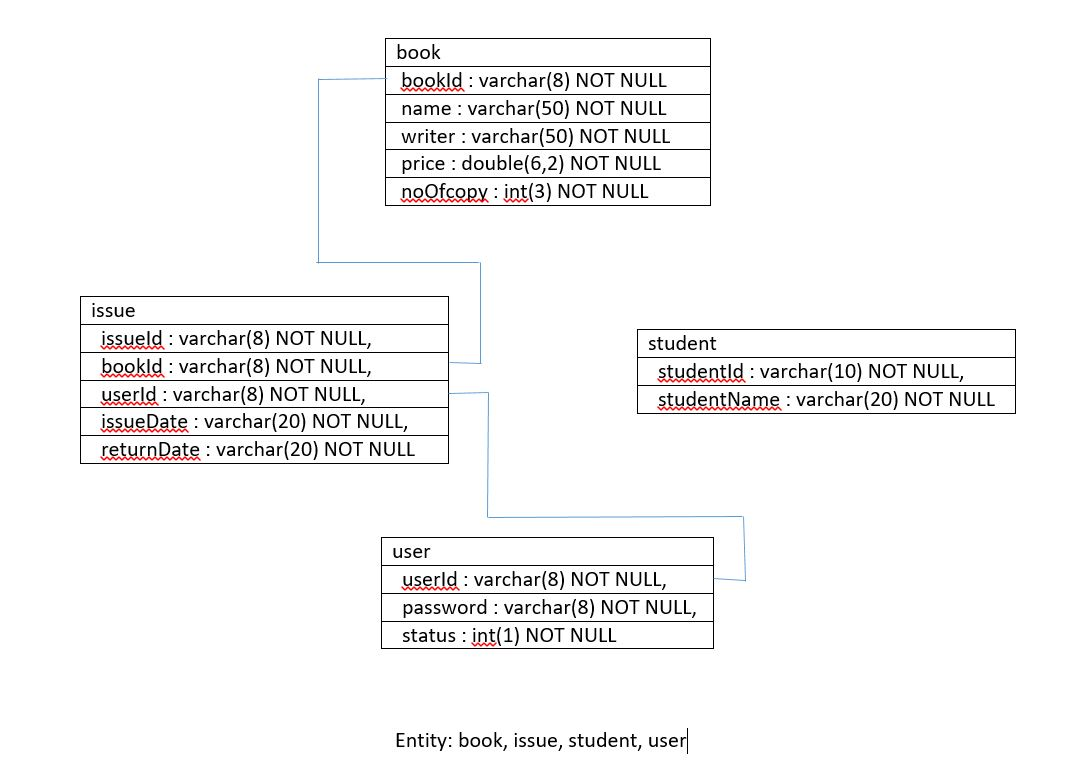 book
bookId : varchar(8) NOT NULL
name : varchar(50) NOT NULL
writer : varchar(50) NOT NULL
price : double(6,2) NOT NULL
noOfcopy : int(3) NOT NULL
issue
issueId : varchar(8) NOT NULL,
bookId : varchar(8) NOT NULL,
userId : varchar(8) NOT NULL,
issueDate : varchar(20) NOT NULL,
returnDate : varchar(20) NOT NULL
student
studentId : varchar(10) NOT NULL,
studentName : varchar(20) NOT NULL
user
userId : varchar(8) NOT NULL,
password : varchar(8) NOT NULL,
status : int(1) NOT NULL
Entity: book, issue, student, user